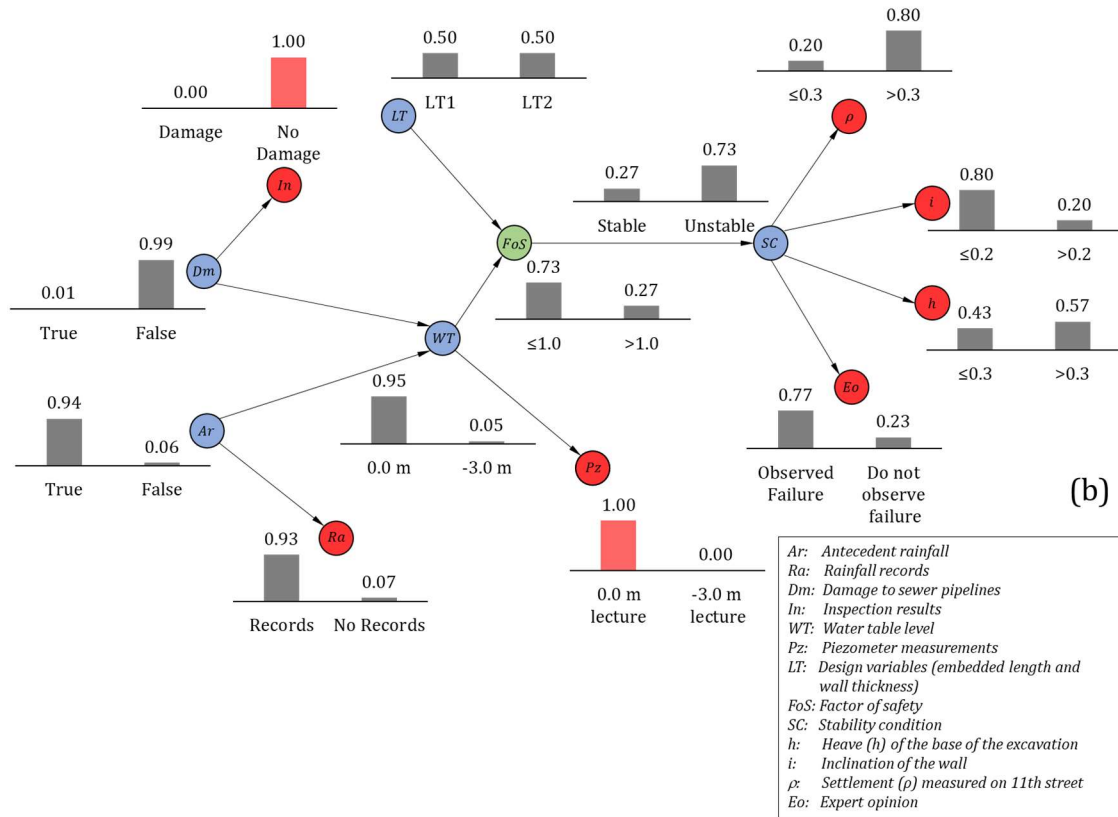 0.00
1.00
Damage
No
Damage
In
0.50
0.50
LT1
LT2
LT
0.20
0.80
≤0.3
>0.3
ρ
0.27
0.73
Stable
Unstable
SC
0.80
0.20
≤0.2
>0.2
i
0.01
0.99
True
False
Dm
FoS
0.73
0.27
≤1.0
>1.0
0.43
0.57
≤0.3
>0.3
h
WT
0.95
0.05
0.0 m
-3.0 m
0.94
0.06
True
False
Ar
Eo
0.77
0.23
Observed
Failure
Do not
observe
failure
Pz
1.00
0.00
0.0 m
lecture
-3.0 m
lecture
Ra
0.93
0.07
Records
No Records
(b)
Ar: Antecedent rainfall
Ra: Rainfall records
Dm: Damage to sewer pipelines
In: Inspection results
WT: Water table level
Pz: Piezometer measurements
LT: Design variables (embedded length and
wall thickness)
FoS: Factor of safety
SC: Stability condition
h: Heave (h) of the base of the excavation
i: Inclination of the wall
ρ: Settlement (ρ) measured on 11th street
Eo: Expert opinion